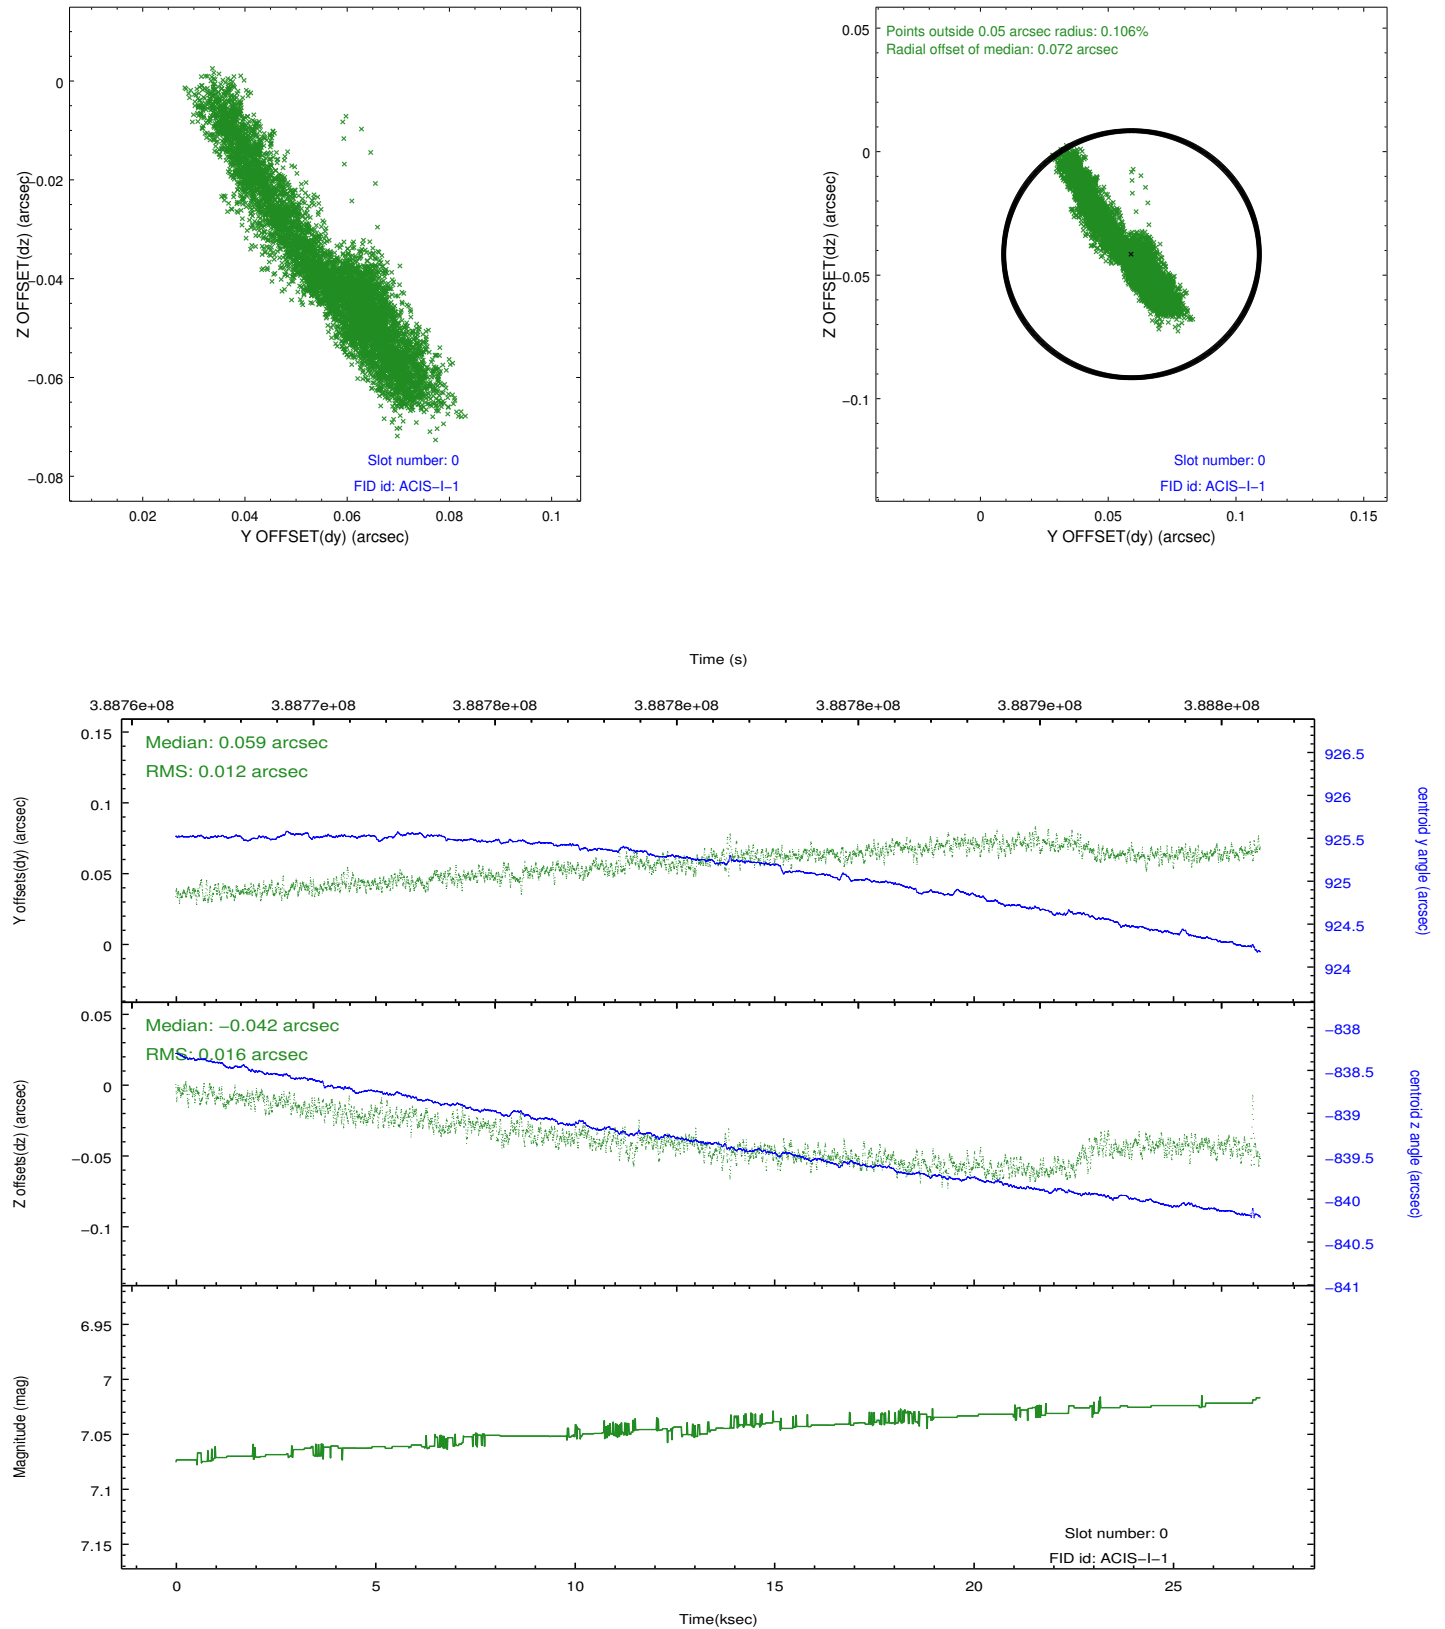 0
−0.02
−0.04
−0.06
−0.08
Z OFFSET(dz) (arcsec)
Slot number: 0
FID id: ACIS−I−1
0.02
0.04
0.06
0.08
0.1
Y OFFSET(dy) (arcsec)
Points outside 0.05 arcsec radius: 0.106%
Radial offset of median: 0.072 arcsec
0.05
0
−0.05
−0.1
Z OFFSET(dz) (arcsec)
Slot number: 0
FID id: ACIS−I−1
0
0.05
0.1
0.15
Y OFFSET(dy) (arcsec)
Time (s)
3.8876e+08
3.8877e+08
3.8878e+08
3.8878e+08
3.8878e+08
3.8879e+08
3.888e+08
Median: 0.059 arcsec
RMS: 0.012 arcsec
0.15
0.1
0.05
0
Y offsets(dy) (arcsec)
926.5
926
925.5
925
924.5
924
centroid y angle (arcsec)
Median: −0.042 arcsec
RMS: 0.016 arcsec
0.05
0
−0.05
−0.1
Z offsets(dz) (arcsec)
−838
−838.5
−839
−839.5
−840
−840.5
−841
centroid z angle (arcsec)
6.95
7
7.05
7.1
7.15
Magnitude (mag)
Slot number: 0
FID id: ACIS−I−1
0
5
10
15
20
25
Time(ksec)